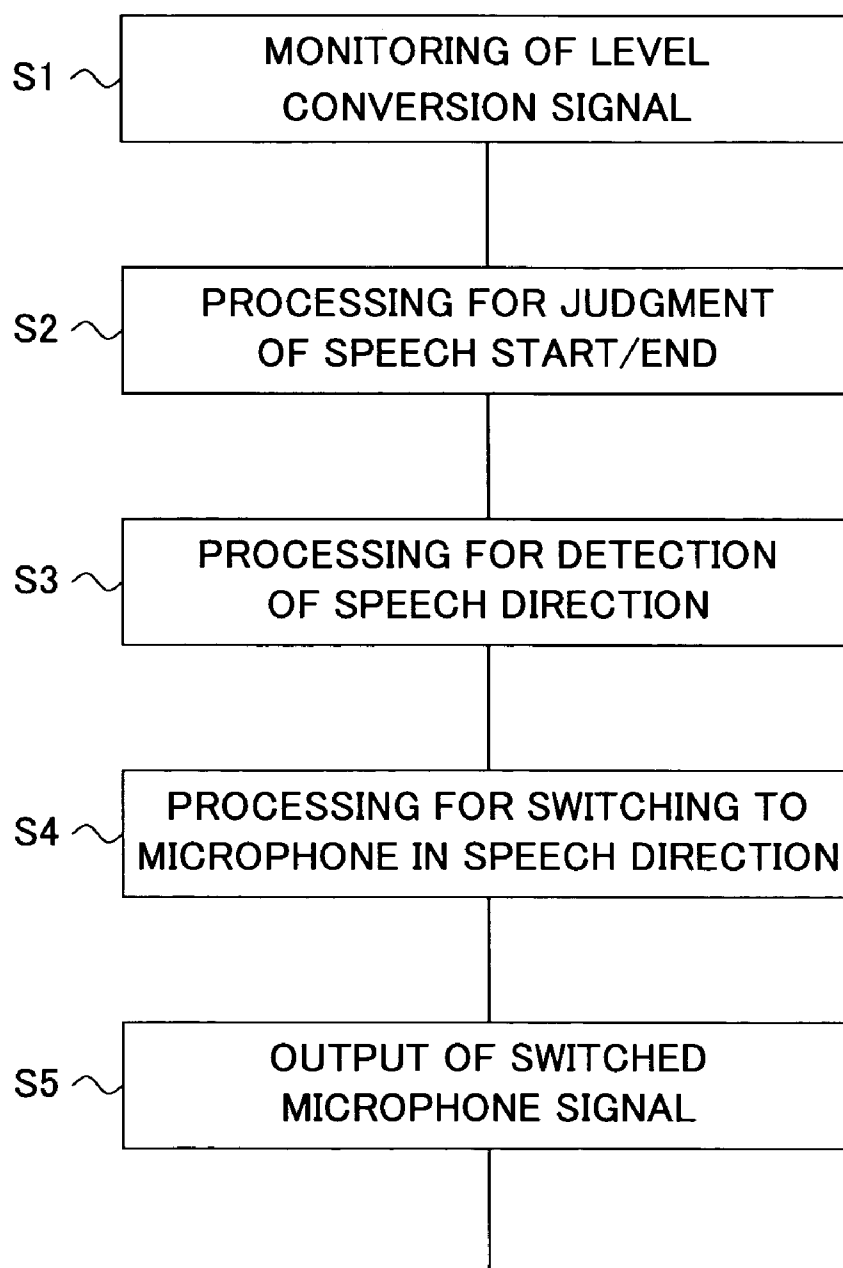 S1
MONITORING OF LEVEL
CONVERSION SIGNAL
S2
PROCESSING FOR JUDGMENT
OF SPEECH START/END
S3
PROCESSING FOR DETECTION
OF SPEECH DIRECTION
S4
PROCESSING FOR SWITCHING TO
MICROPHONE IN SPEECH DIRECTION
S5
OUTPUT OF SWITCHED
MICROPHONE SIGNAL